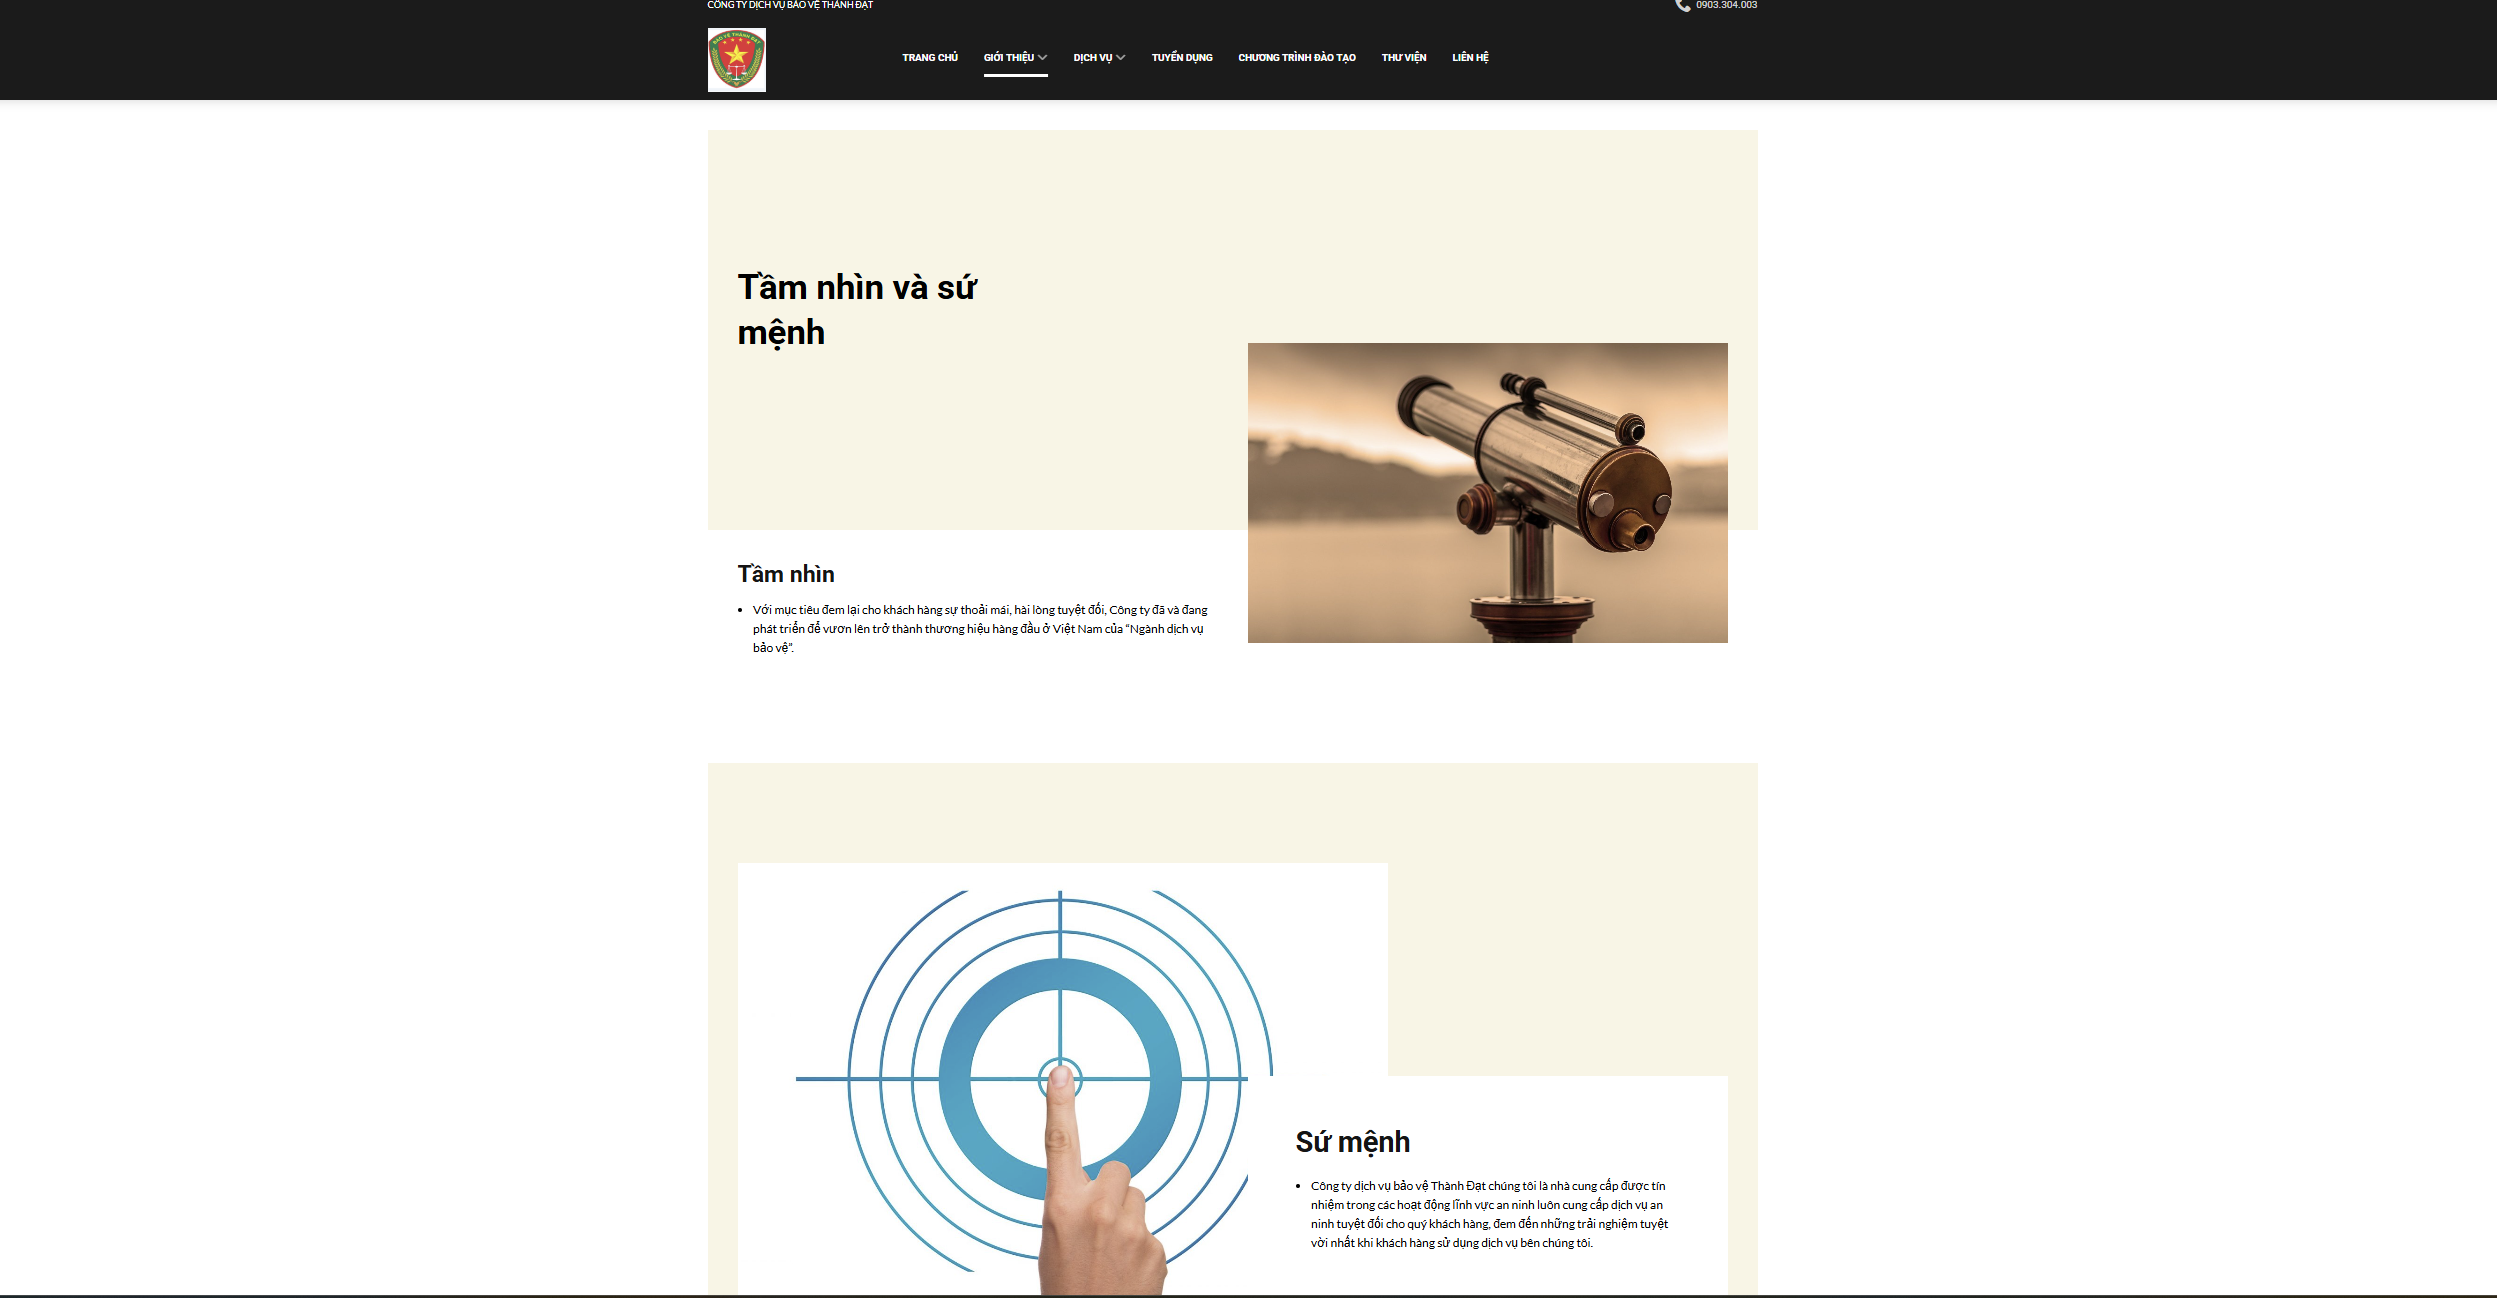 CÔNG TY DỊCH VỤ BẢO VỆ THÀNH ĐẠT
0903.304.003
BẢO VỆ THÀNH ĐẠT
TRANG CHỦ
GIỚI THIỆU
DỊCH VỤ
TUYỂN DỤNG
CHƯƠNG TRÌNH ĐÀO TẠO
THƯ VIỆN
LIÊN HỆ
Tầm nhìn và sứ
mệnh
Tầm nhìn
• Với mục tiêu đem lại cho khách hàng sự thoải mái, hài lòng tuyệt đối, Công ty đã và đang
phát triển để vươn lên trở thành thương hiệu hàng đầu ở Việt Nam của “Ngành dịch vụ
bảo vệ”.
Sứ mệnh
• Công ty dịch vụ bảo vệ Thành Đạt chúng tôi là nhà cung cấp được tín
nhiệm trong các hoạt động lĩnh vực an ninh luôn cung cấp dịch vụ an
ninh tuyệt đối cho quý khách hàng, đem đến những trải nghiệm tuyệt
vời nhất khi khách hàng sử dụng dịch vụ bên chúng tôi.